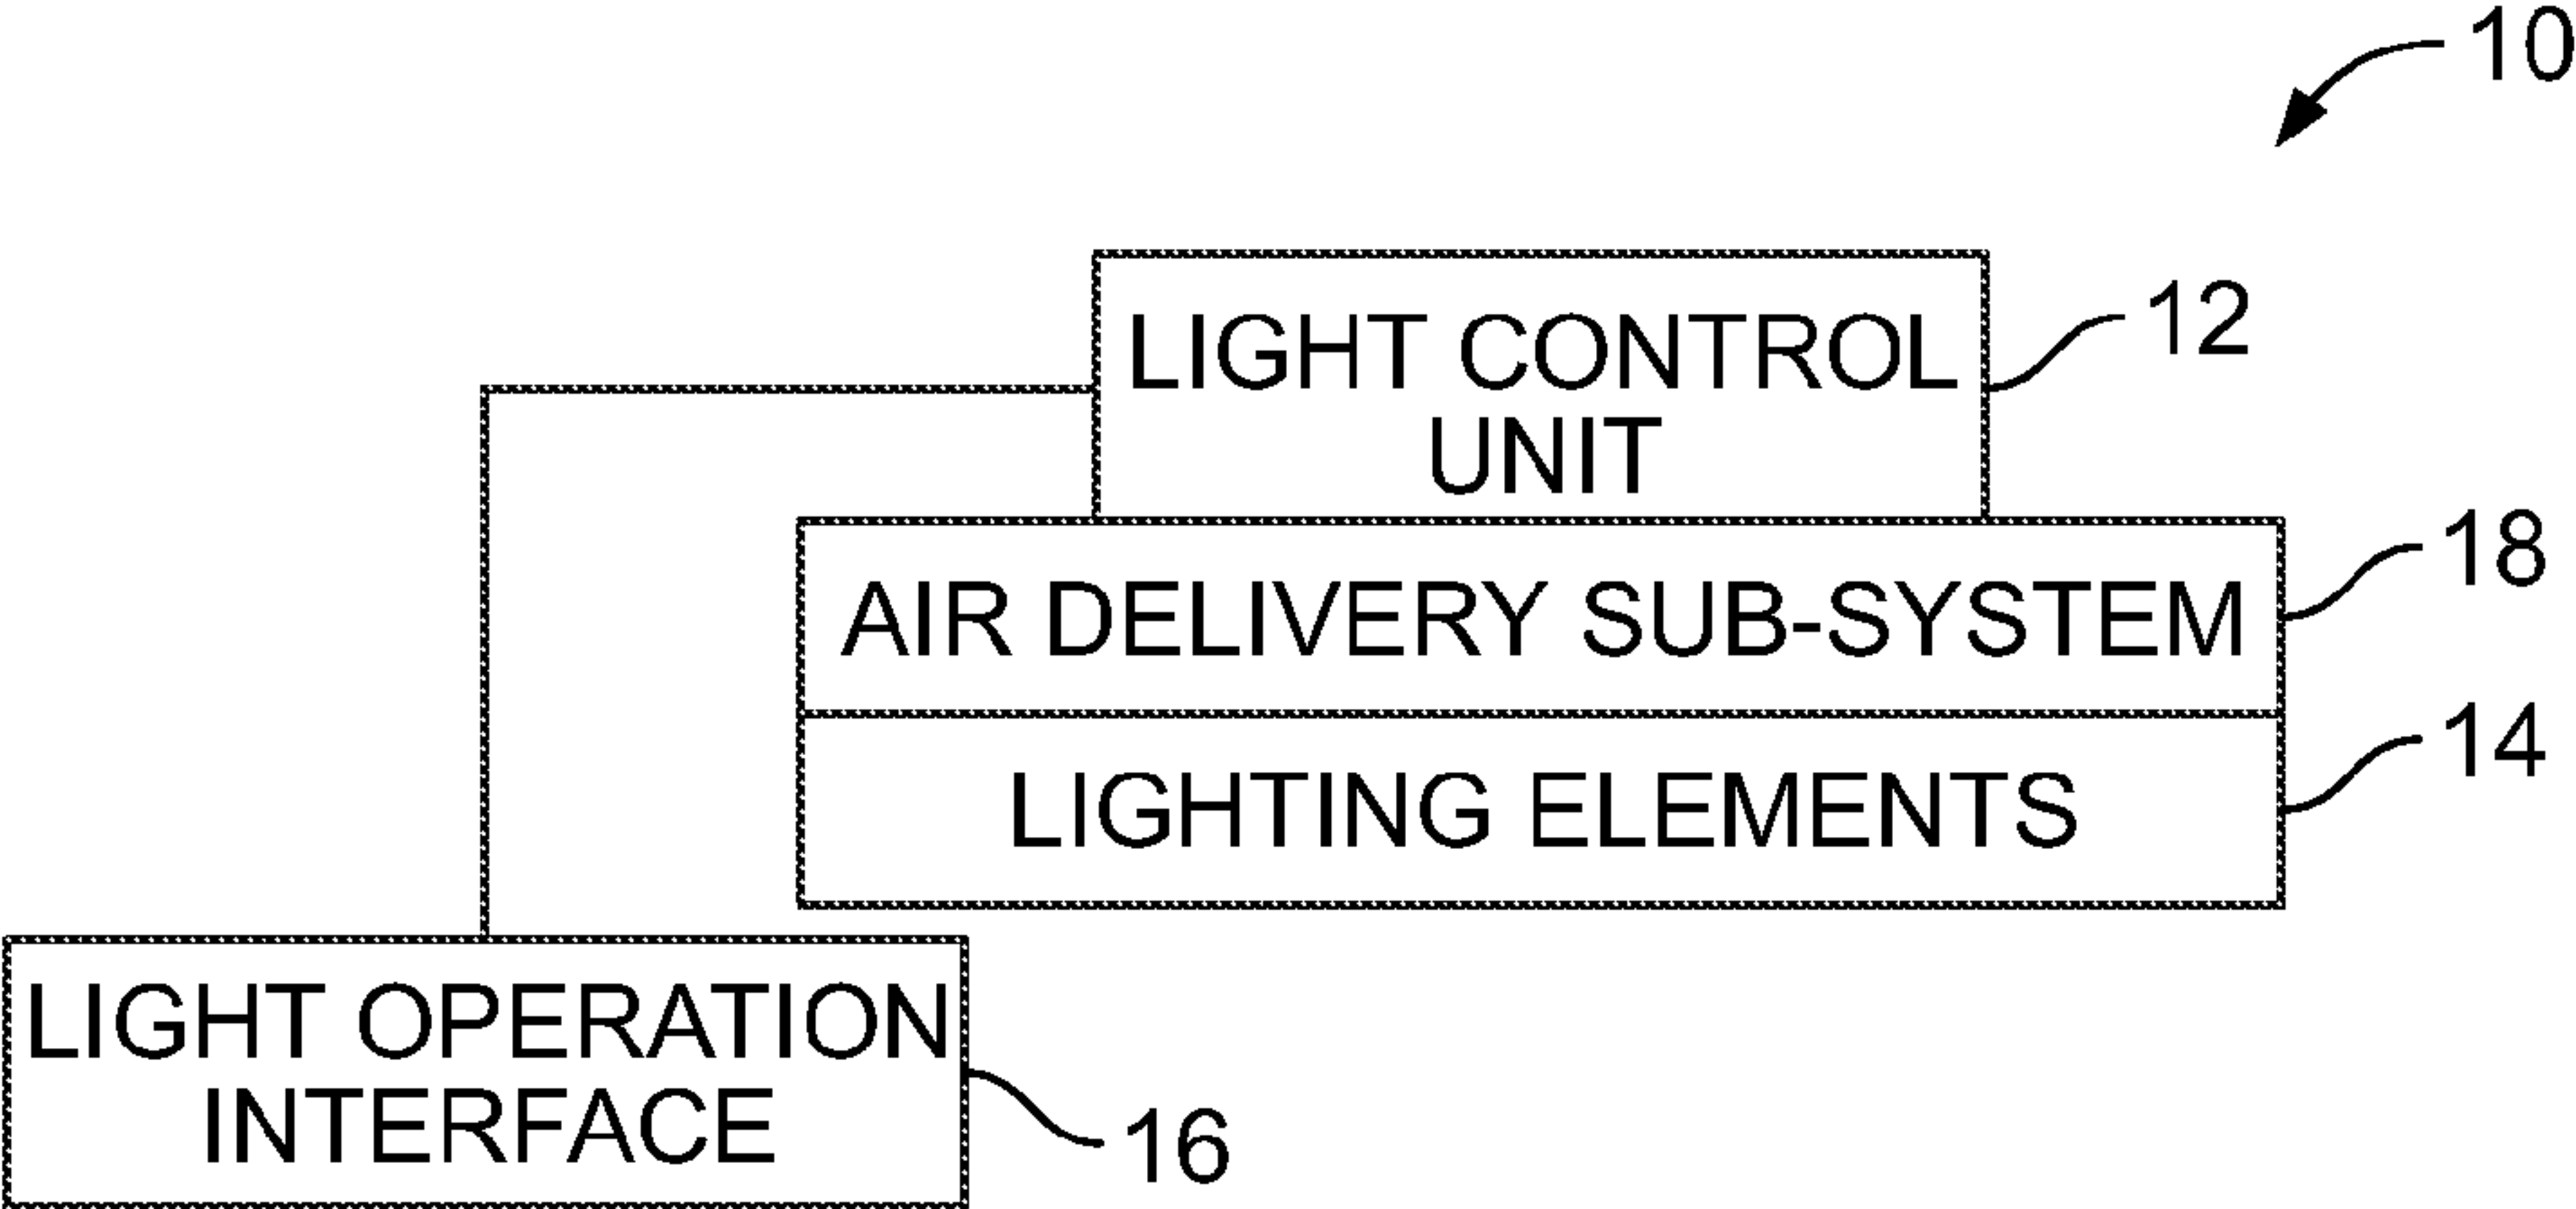 10
LIGHT CONTROL
UNIT
12
AIR DELIVERY SUB-SYSTEM
18
LIGHTING ELEMENTS
14
LIGHT OPERATION
INTERFACE
16